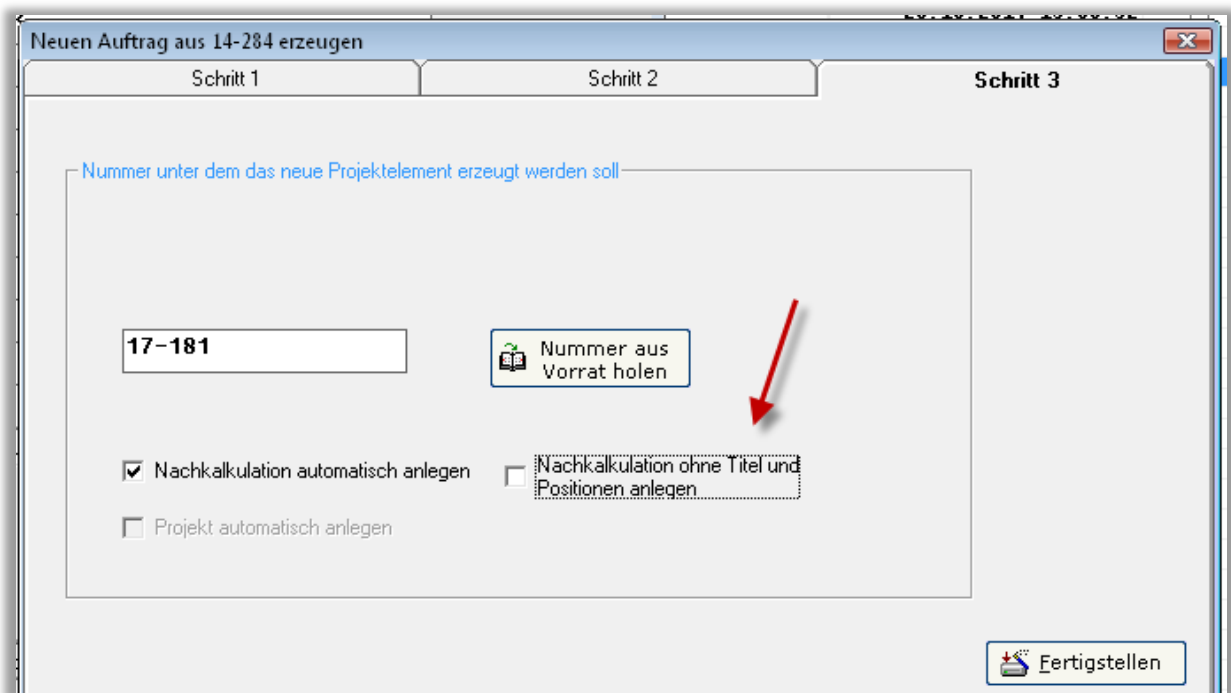 Neuen Auftrag aus 14-284 erzeugen
Schritt 1
Schritt 2
Schritt 3
Nummer unter dem das neue Projektelement erzeugt werden soll
17-181
Nummer aus
Vorrat holen
Nachkalkulation automatisch anlegen
Nachkalkulation ohne Titel und
Positionen anlegen
Projekt automatisch anlegen
Fertigstellen